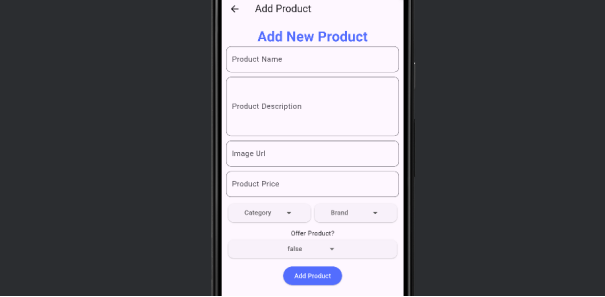 Add Product
Add New Product
Product Name
Product Description
Image Url
Product Price
Category Brand
Offer Product?
false
Add Product